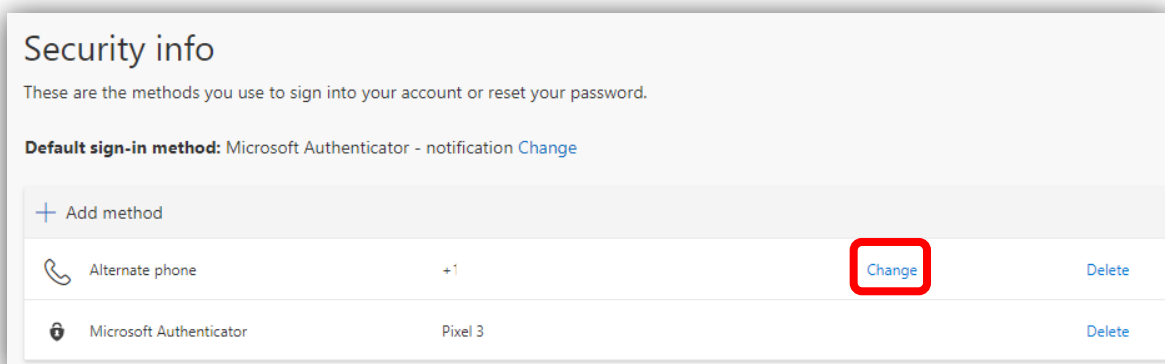 Security info
These are the methods you use to sign into your account or reset your password.
Default sign-in method: Microsoft Authenticator - notification Change
Add method
Alternate phone +1 Change Delete
Microsoft Authenticator Pixel 3 Delete